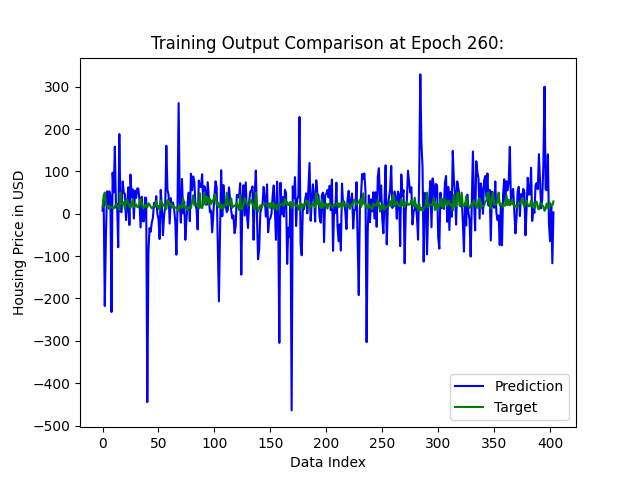 Training Output Comparison at Epoch 260:
Housing Price in USD
300
200
100
0
−100
−200
−300
−400
−500
0 50 100 150 200 250 300 350 400
Data Index
Prediction
Target